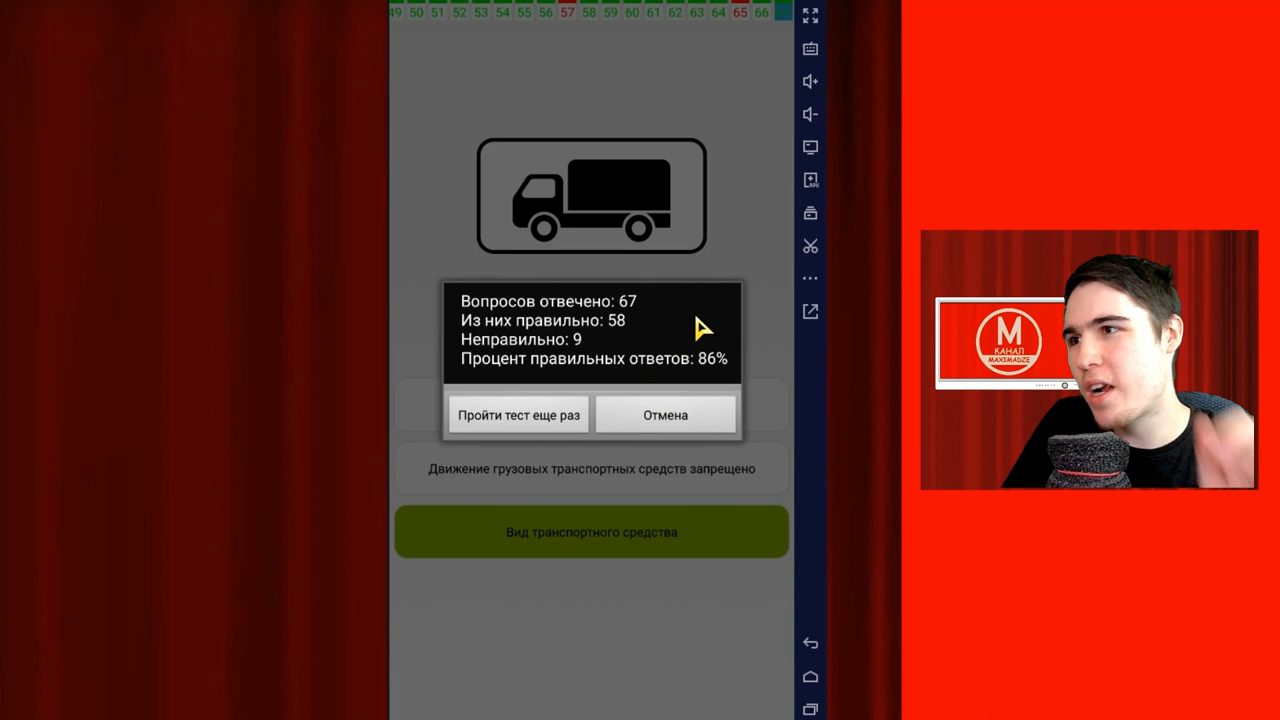 49 50 51 52 53 54 55 56 57 58 59 60 61 62 63 64 65 66
Вопросов отвечено: 67
Из них правильно: 58
Неправильно: 9
Процент правильных ответов: 86%
Пройти тест еще раз
Отмена
Движение грузовых транспортных средств запрещено
Вид транспортного средства
М
КАНАЛ
MAXIMADZE